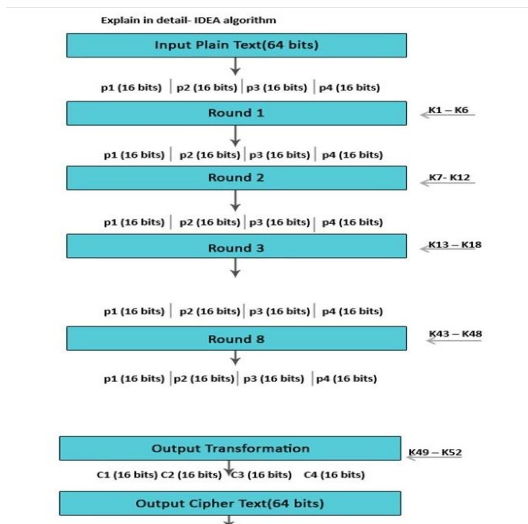 Explain in detail- IDEA algorithm
Input Plain Text(64 bits)
p1 (16 bits) | p2 (16 bits) | p3 (16 bits) | p4 (16 bits)
Round 1
K1 – K6
p1 (16 bits) | p2 (16 bits) | p3 (16 bits) | p4 (16 bits)
Round 2
K7- K12
p1 (16 bits) | p2 (16 bits) | p3 (16 bits) | p4 (16 bits)
Round 3
K13 – K18
p1 (16 bits) | p2 (16 bits) | p3 (16 bits) | p4 (16 bits)
Round 8
K43 – K48
p1 (16 bits) | p2 (16 bits) | p3 (16 bits) | p4 (16 bits)
Output Transformation
K49 – K52
C1 (16 bits) C2 (16 bits) C3 (16 bits) C4 (16 bits)
Output Cipher Text(64 bits)